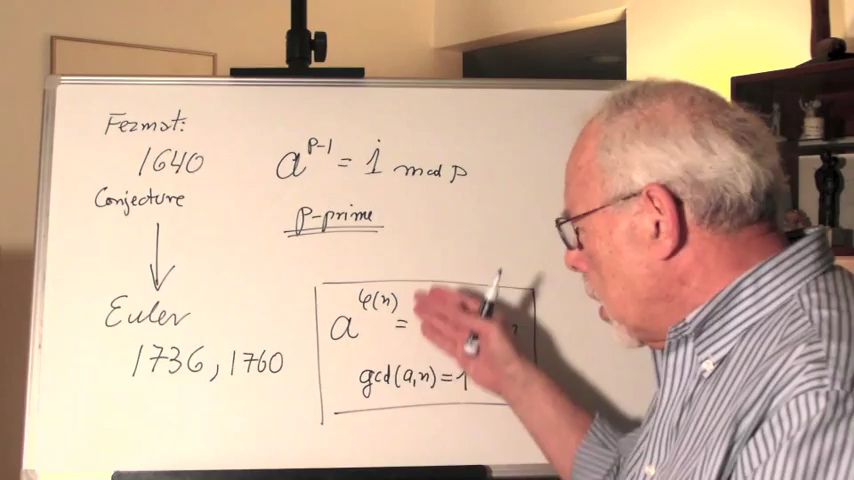 Fermat:
1640
Conjecture
Euler
1736, 1760
a^{p-1} = 1 mod p
p-prime
a^{φ(n)} =
gcd(a,n) = 1